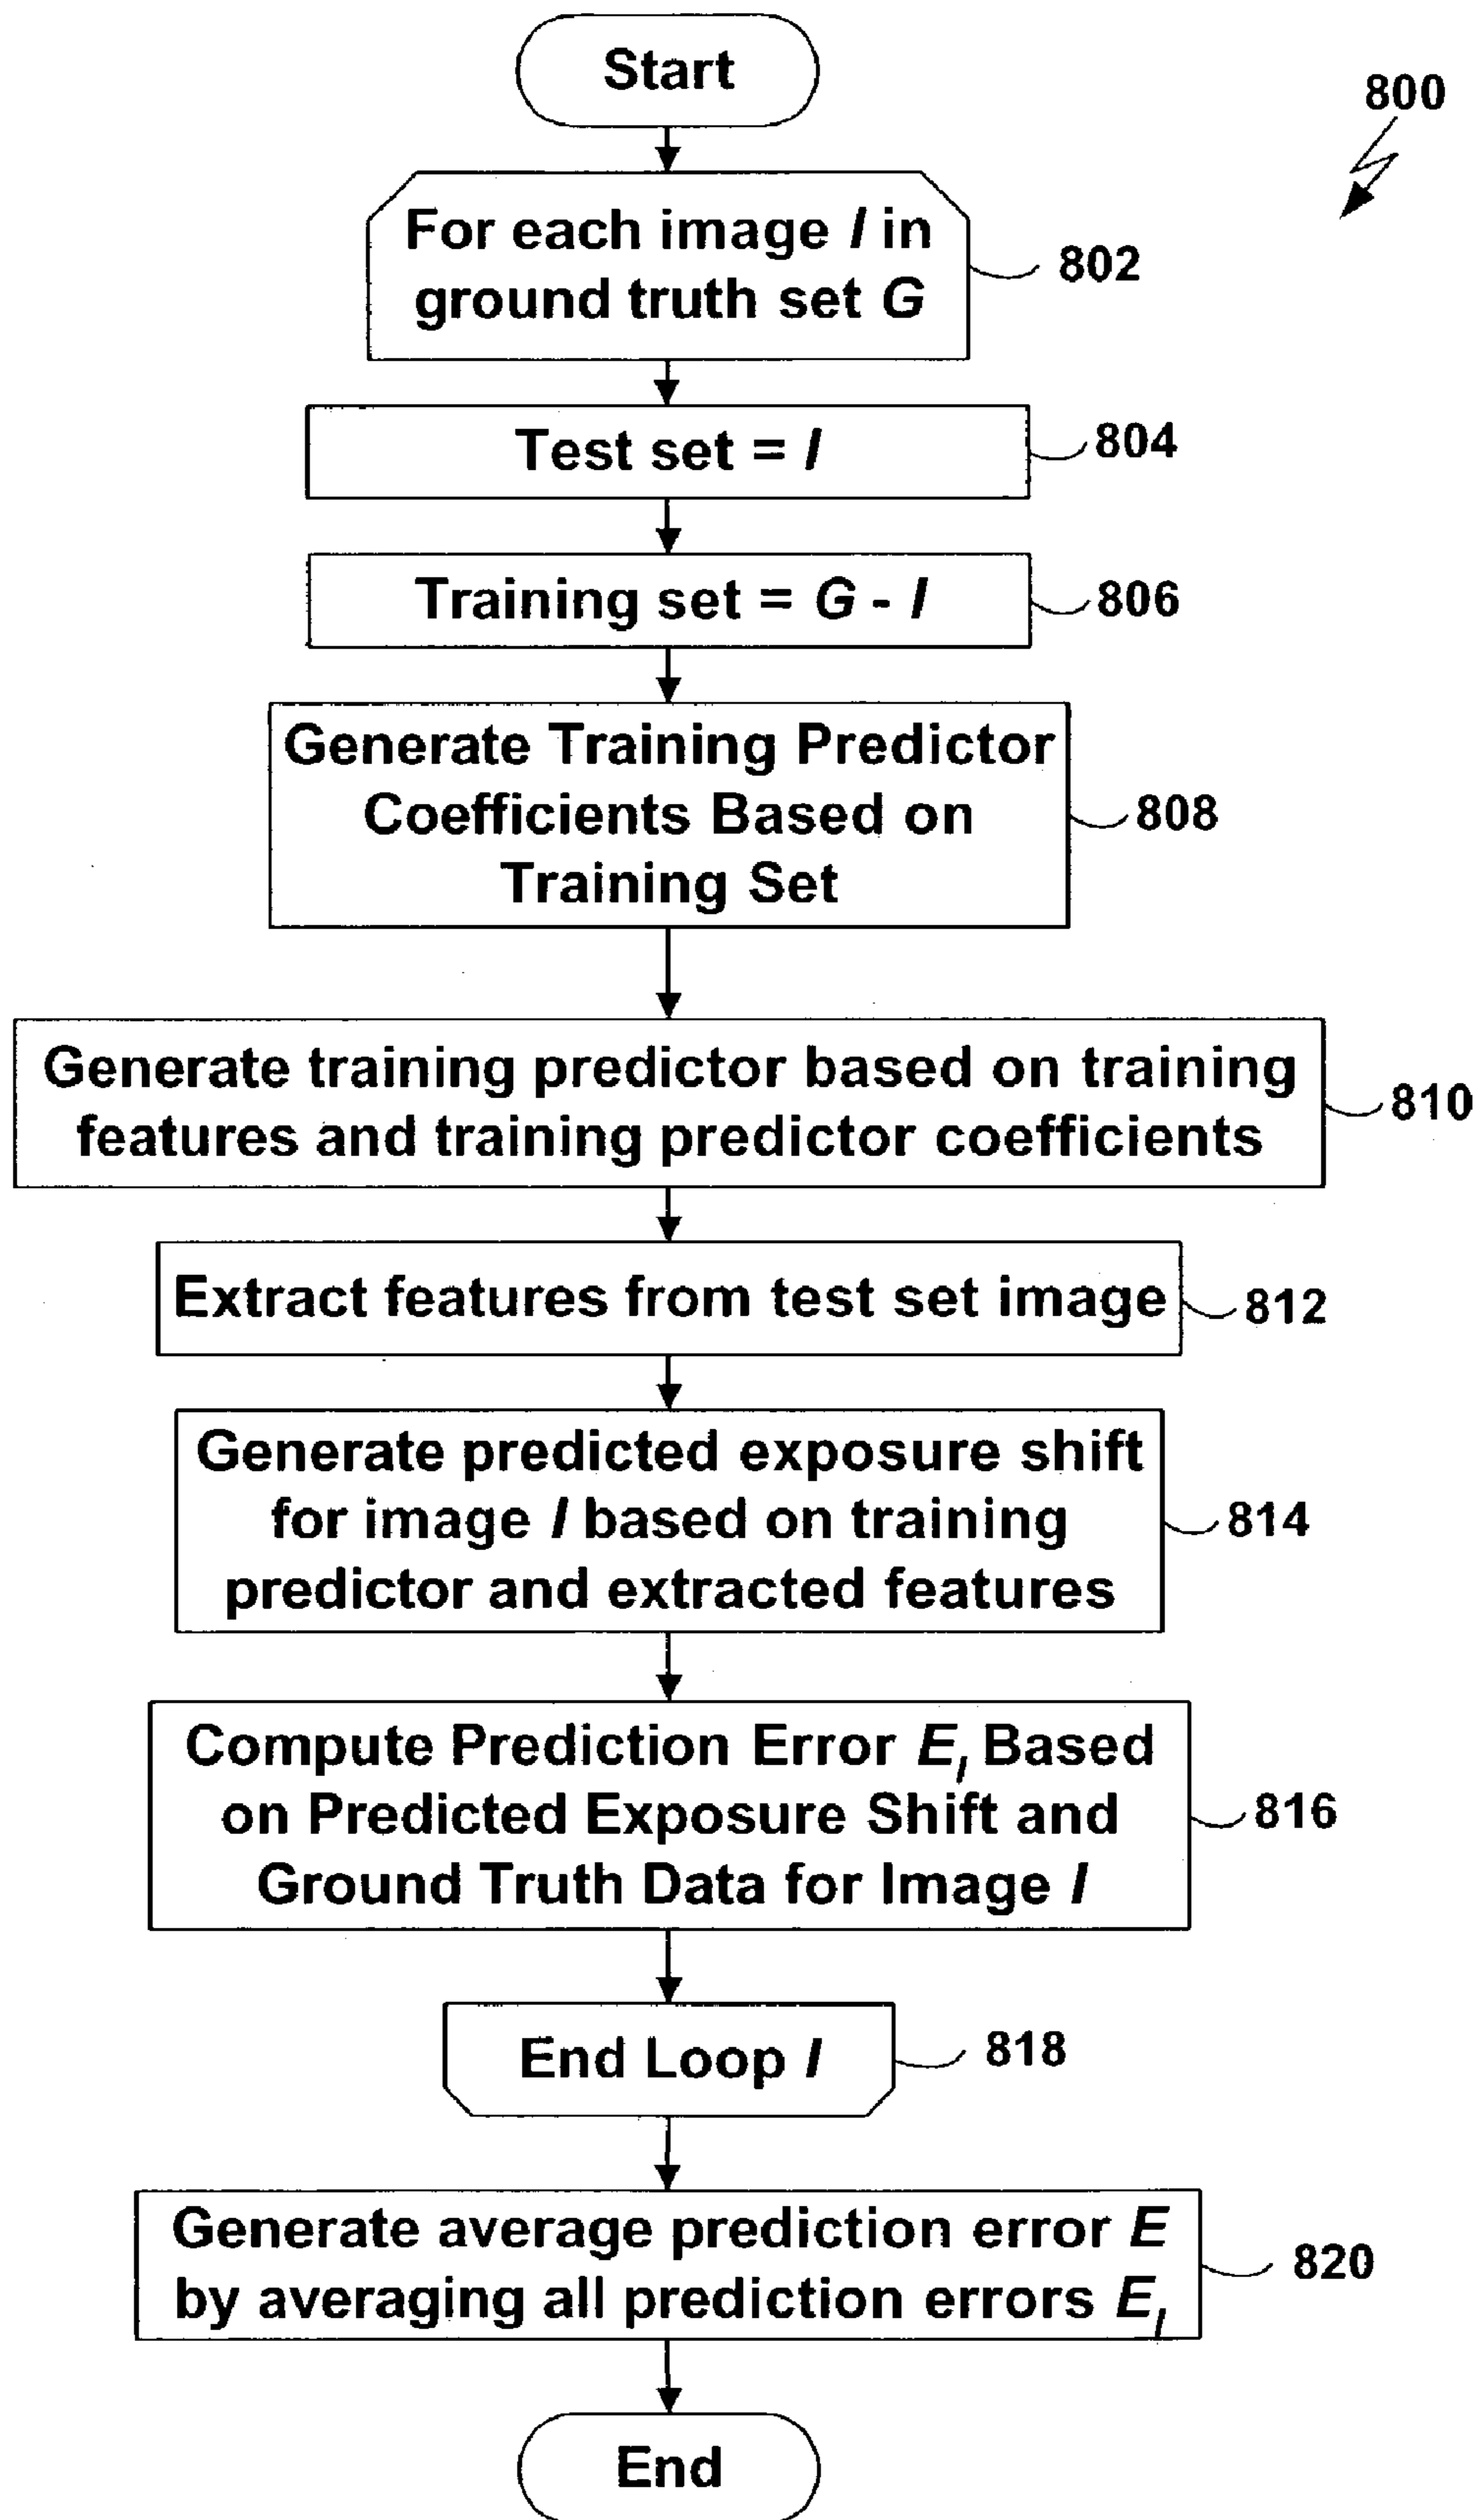 Start
800
For each image I in
ground truth set G
802
Test set = I
804
Training set = G - I
806
Generate Training Predictor
Coefficients Based on
Training Set
808
Generate training predictor based on training
features and training predictor coefficients
810
Extract features from test set image
812
Generate predicted exposure shift
for image I based on training
predictor and extracted features
814
Compute Prediction Error E_I Based
on Predicted Exposure Shift and
Ground Truth Data for Image I
816
End Loop I
818
Generate average prediction error E
by averaging all prediction errors E_I
820
End